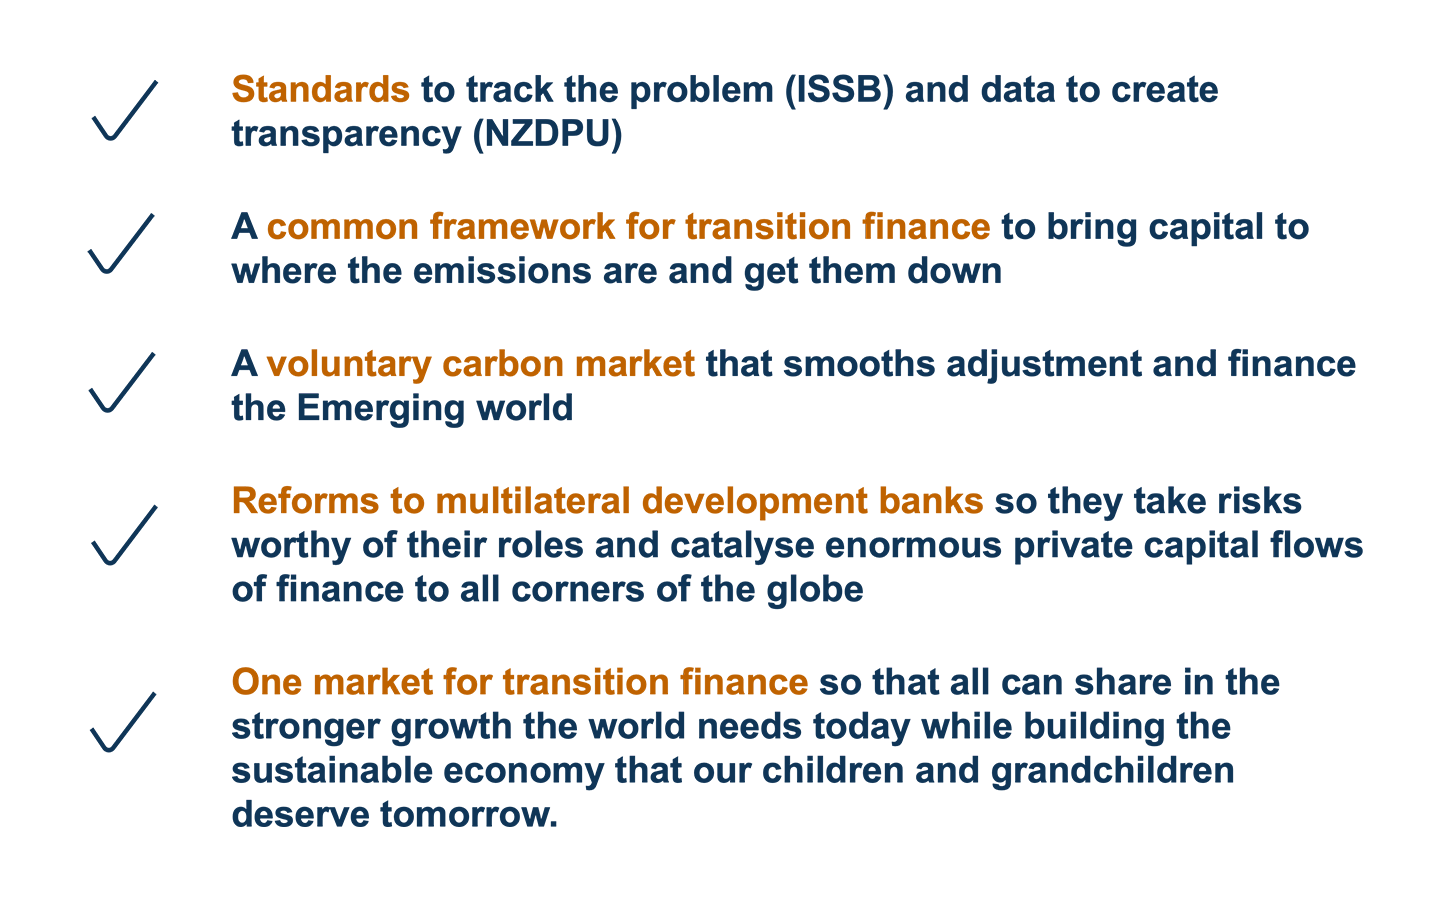 Standards to track the problem (ISSB) and data to create
transparency (NZDPU)
A common framework for transition finance to bring capital to
where the emissions are and get them down
A voluntary carbon market that smooths adjustment and finance
the Emerging world
Reforms to multilateral development banks so they take risks
worthy of their roles and catalyse enormous private capital flows
of finance to all corners of the globe
One market for transition finance so that all can share in the
stronger growth the world needs today while building the
sustainable economy that our children and grandchildren
deserve tomorrow.